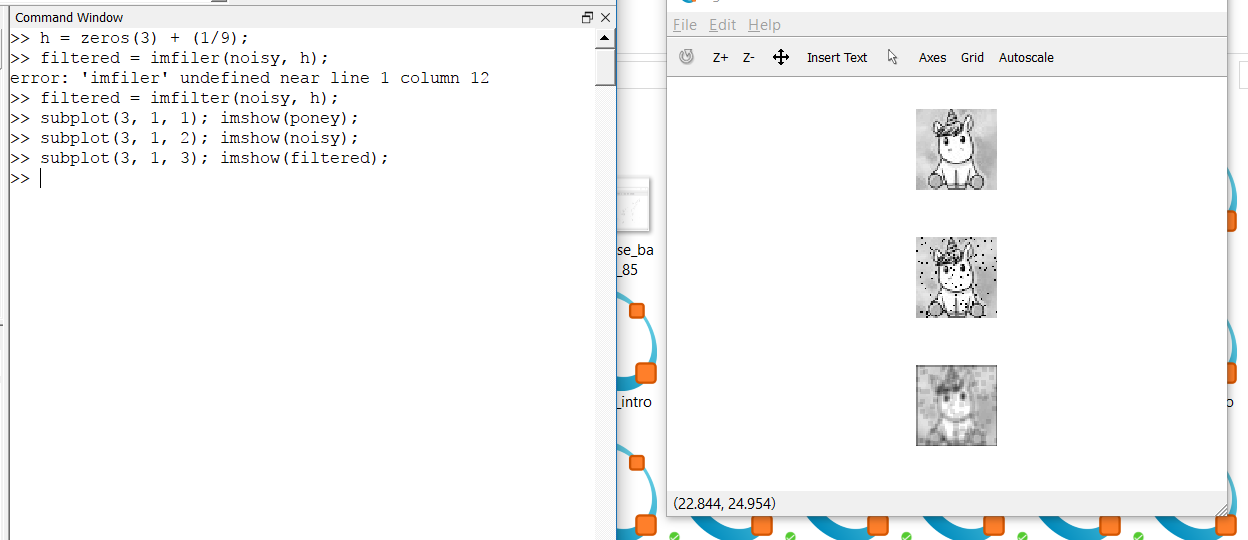 Command Window
>> h = zeros(3) + (1/9);
>> filtered = imfiler(noisy, h);
error: 'imfiler' undefined near line 1 column 12
>> filtered = imfilter(noisy, h);
>> subplot(3, 1, 1); imshow(poney);
>> subplot(3, 1, 2); imshow(noisy);
>> subplot(3, 1, 3); imshow(filtered);
>>
se_ba
_85
_intro
File Edit Help
Z+ Z- Insert Text Axes Grid Autoscale
(22.844, 24.954)